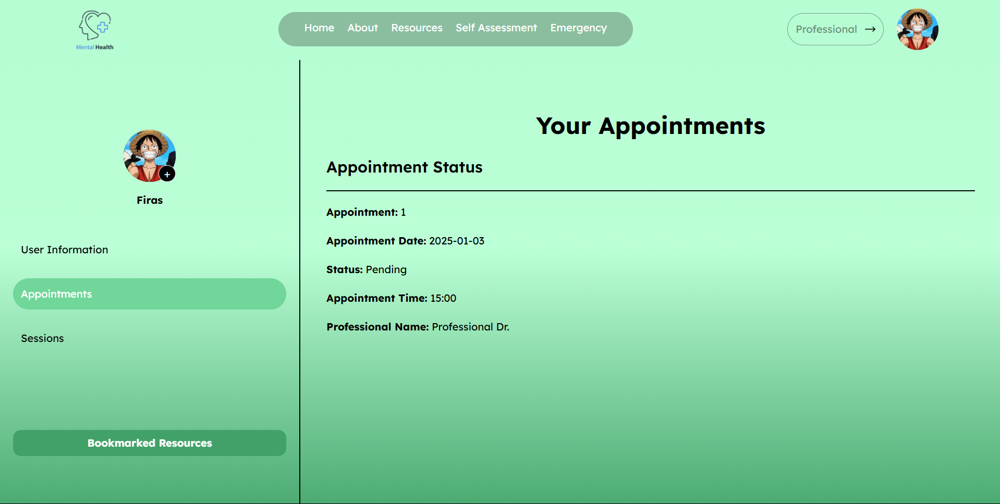 Mental Health
Home About Resources Self Assessment Emergency
Professional →
Firas
User Information
Appointments
Sessions
Bookmarked Resources
Your Appointments
Appointment Status
Appointment: 1
Appointment Date: 2025-01-03
Status: Pending
Appointment Time: 15:00
Professional Name: Professional Dr.